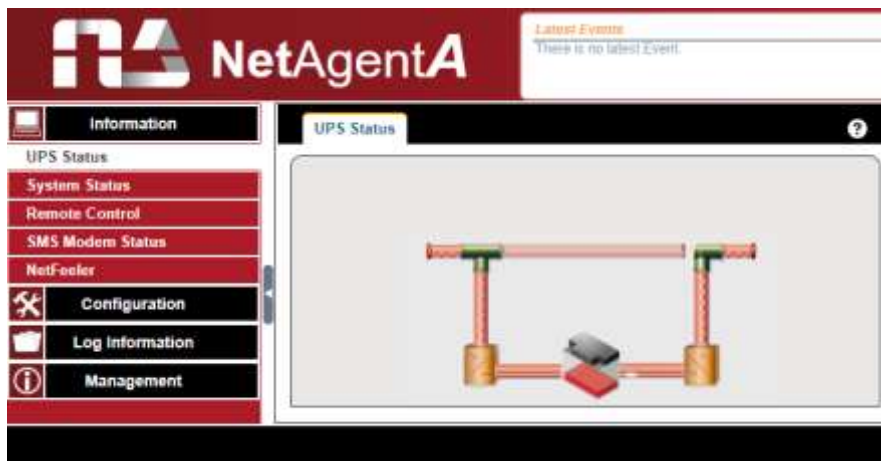 NetAgentA
Latest Events
There is no latest Event.
Information
UPS Status
UPS Status
System Status
Remote Control
SMS Modem Status
NetFeeler
Configuration
Log Information
Management